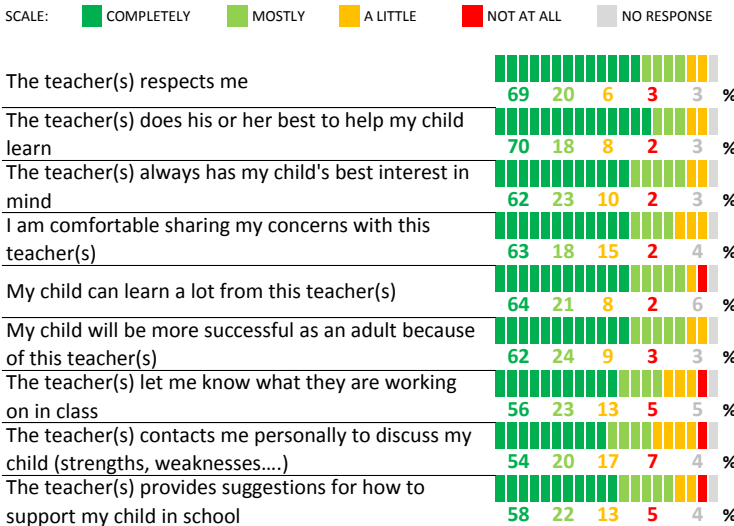 SCALE: COMPLETELY MOSTLY A LITTLE NOT AT ALL NO RESPONSE
The teacher(s) respects me
69 20 6 3 3 %
The teacher(s) does his or her best to help my child
learn
70 18 8 2 3 %
The teacher(s) always has my child's best interest in
mind
62 23 10 2 3 %
I am comfortable sharing my concerns with this
teacher(s)
63 18 15 2 4 %
My child can learn a lot from this teacher(s)
64 21 8 2 6 %
My child will be more successful as an adult because
of this teacher(s)
62 24 9 3 3 %
The teacher(s) let me know what they are working
on in class
56 23 13 5 5 %
The teacher(s) contacts me personally to discuss my
child (strengths, weaknesses....)
54 20 17 7 4 %
The teacher(s) provides suggestions for how to
support my child in school
58 22 13 5 4 %